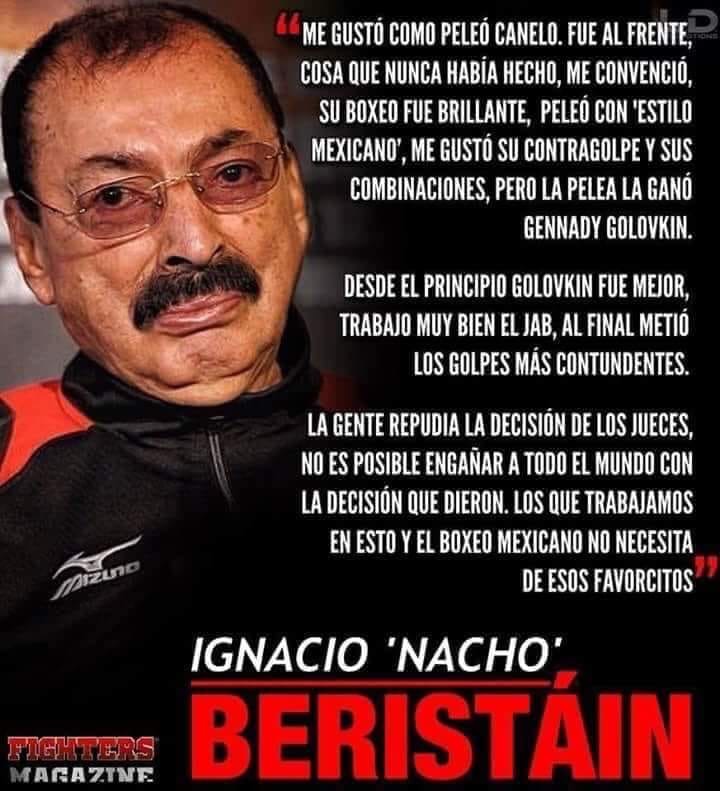 “ME GUSTÓ COMO PELEÓ CANELO. FUE AL FRENTE,
COSA QUE NUNCA HABÍA HECHO, ME CONVENCIÓ,
SU BOXEO FUE BRILLANTE, PELEÓ CON 'ESTILO
MEXICANO', ME GUSTÓ SU CONTRAGOLPE Y SUS
COMBINACIONES, PERO LA PELEA LA GANÓ
GENNADY GOLOVKIN.
DESDE EL PRINCIPIO GOLOVKIN FUE MEJOR,
TRABAJO MUY BIEN EL JAB, AL FINAL METIÓ
LOS GOLPES MÁS CONTUNDENTES.
LA GENTE REPUDIA LA DECISIÓN DE LOS JUECES,
NO ES POSIBLE ENGAÑAR A TODO EL MUNDO CON
LA DECISIÓN QUE DIERON. LOS QUE TRABAJAMOS
EN ESTO Y EL BOXEO MEXICANO NO NECESITA
DE ESOS FAVORCITOS”
MIZUNO
IGNACIO 'NACHO'
BERISTÁIN
FIGHTERS
MAGAZINE